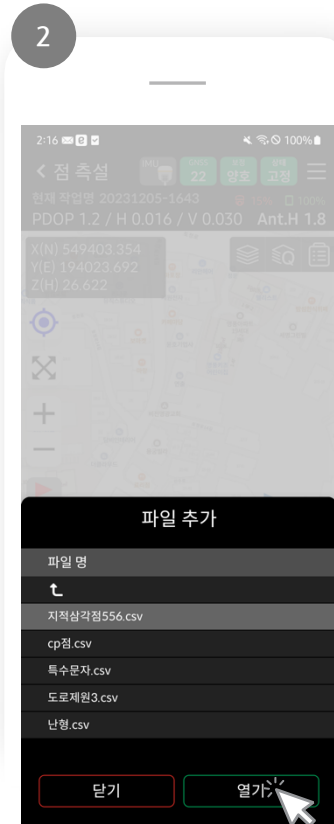 2
2:16 100%
점 측설
IMU
22 양호 고정
현재 작업명 20231205-1643 100%
PDOP 1.2 / H 0.016 / V 0.030 Ant.H 1.8
X(N) 549403.354
Y(E) 194023.692
Z(H) 26.622
파일 추가
파일 명
지적삼각점556.csv
cp점.csv
특수문자.csv
도로제원3.csv
난형.csv
닫기 열기